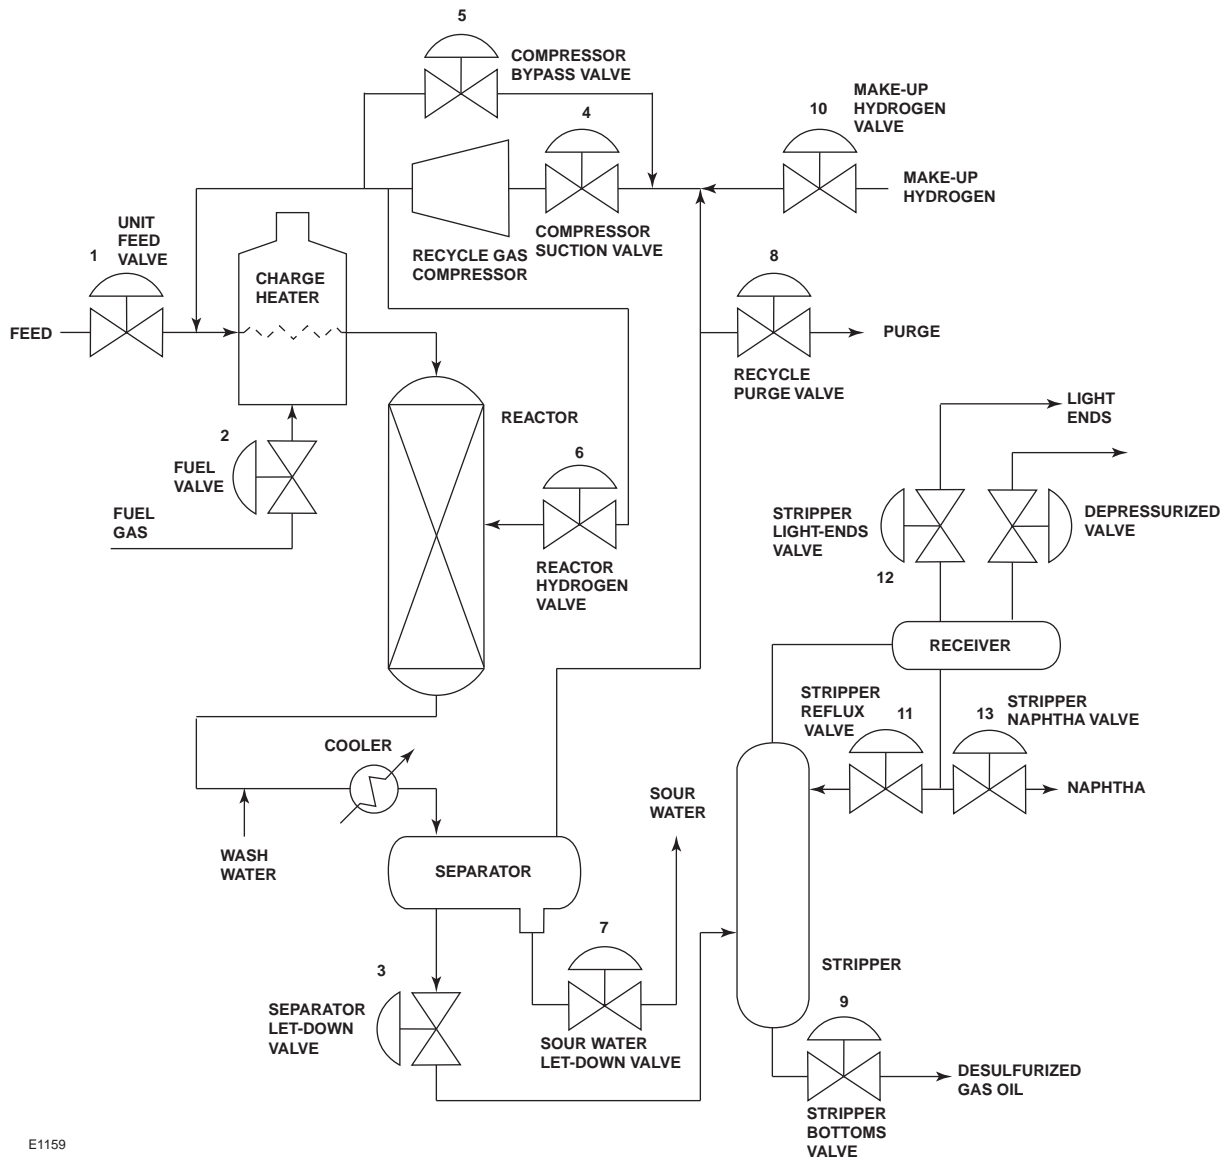 5
COMPRESSOR
BYPASS VALVE
4
10
MAKE-UP
HYDROGEN
VALVE
MAKE-UP
HYDROGEN
UNIT
FEED
VALVE
1
CHARGE
HEATER
RECYCLE GAS
COMPRESSOR
COMPRESSOR
SUCTION VALVE
8
FEED
PURGE
RECYCLE
PURGE VALVE
LIGHT
ENDS
REACTOR
2
FUEL
VALVE
6
FUEL
GAS
STRIPPER
LIGHT-ENDS
VALVE
12
DEPRESSURIZED
VALVE
REACTOR
HYDROGEN
VALVE
RECEIVER
STRIPPER
REFLUX
VALVE
11
13
STRIPPER
NAPHTHA VALVE
COOLER
NAPHTHA
SOUR
WATER
WASH
WATER
SEPARATOR
7
3
STRIPPER
SEPARATOR
LET-DOWN
VALVE
9
SOUR WATER
LET-DOWN VALVE
DESULFURIZED
GAS OIL
STRIPPER
BOTTOMS
VALVE
E1159